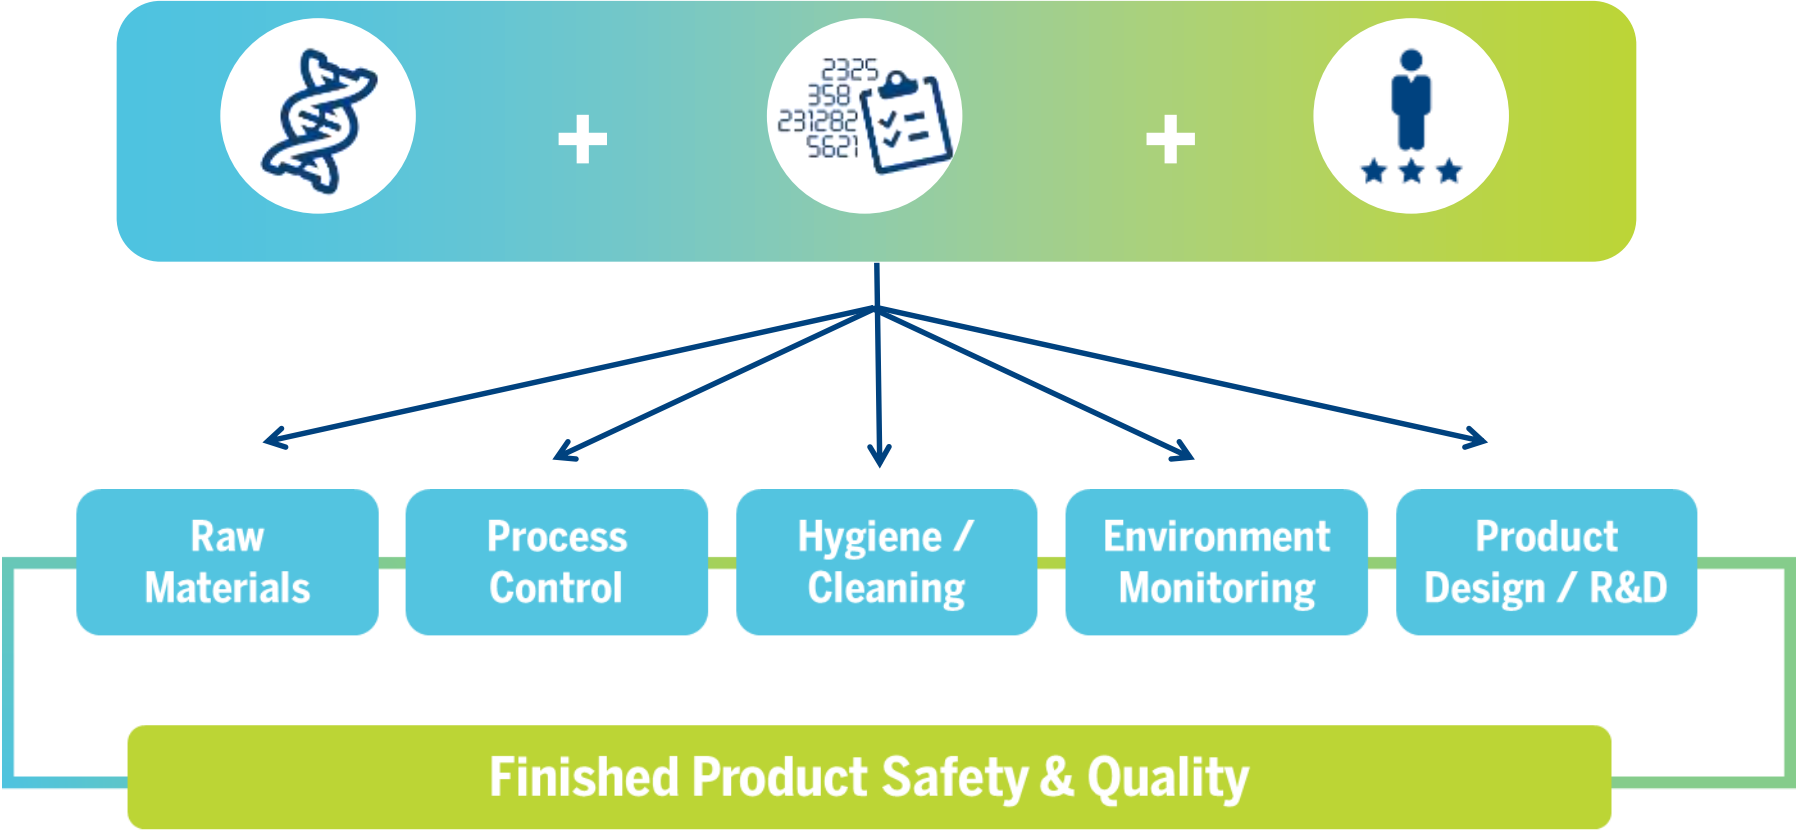 2325
358
231282
5621
+
+
Raw
Materials
Process
Control
Hygiene /
Cleaning
Environment
Monitoring
Product
Design / R&D
Finished Product Safety & Quality